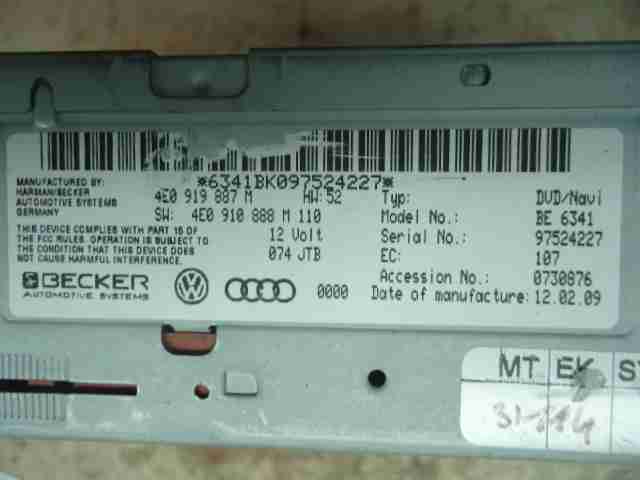 *6341BK097524227*
MANUFACTURED BY:
HARMAN/BECKER
AUTOMOTIVE SYSTEMS
GERMANY
4E0 919 887 M HW:52
SW: 4E0 910 888 M 110
THIS DEVICE COMPLIES WITH PART 15 OF
THE FCC RULES. OPERATION IS SUBJECT TO
THE CONDITION THAT THIS DEVICE DOES
NOT CAUSE HARMFUL INTERFERENCE.
12 Volt
074 JTB
BECKER
AUTOMOTIVE SYSTEMS
0000
Typ: DVD/Navi
Model No.: BE 6341
Serial No.: 97524227
EC: 107
Accession No.: 0730876
Date of manufacture: 12.02.09
MT EK